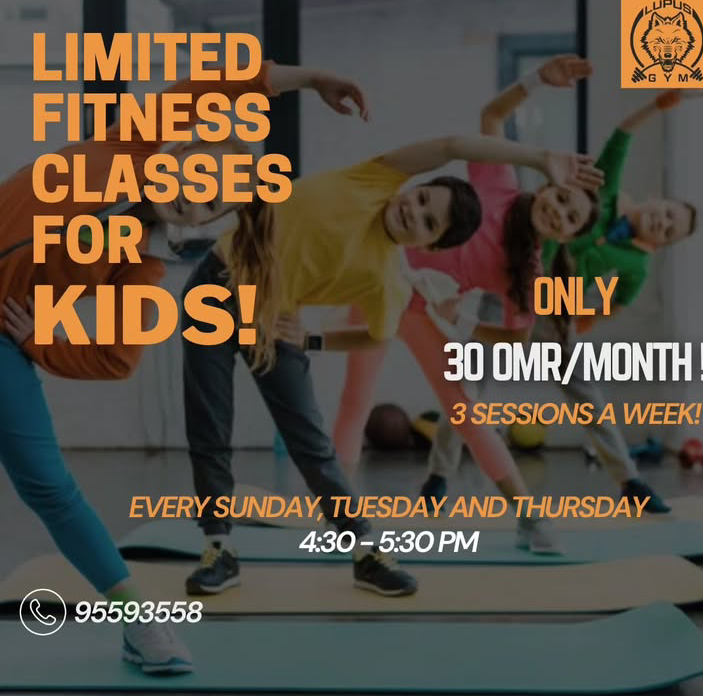 LUPUS
GYM
LIMITED
FITNESS
CLASSES
FOR
KIDS!
ONLY
30 OMR/MONTH !
3 SESSIONS A WEEK!
EVERY SUNDAY, TUESDAY AND THURSDAY
4:30 – 5:30 PM
95593558